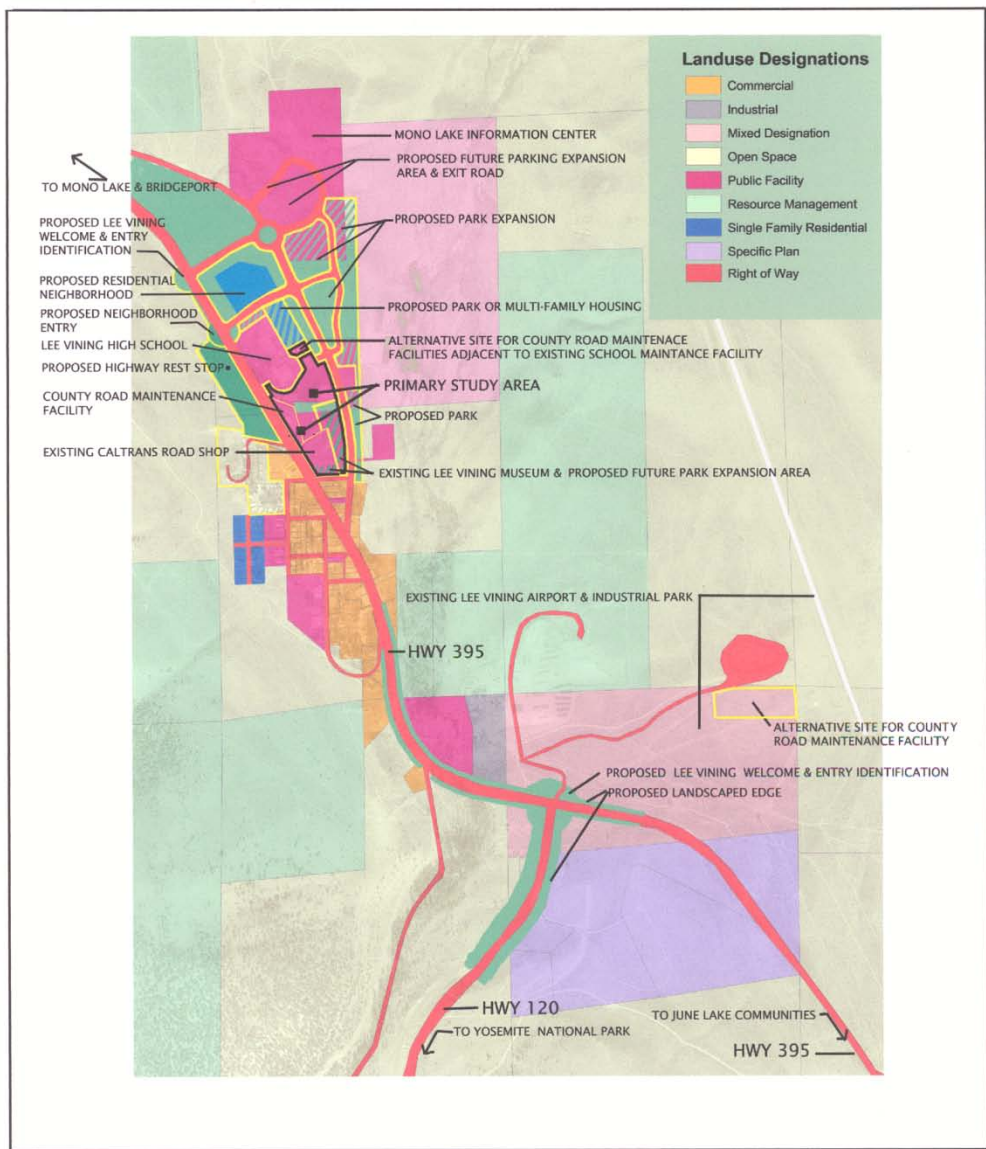 Landuse Designations
Commercial
Industrial
Mixed Designation
Open Space
Public Facility
Resource Management
Single Family Residential
Specific Plan
Right of Way
MONO LAKE INFORMATION CENTER
PROPOSED FUTURE PARKING EXPANSION
AREA & EXIT ROAD
TO MONO LAKE & BRIDGEPORT
PROPOSED PARK EXPANSION
PROPOSED LEE VINING
WELCOME & ENTRY
IDENTIFICATION
PROPOSED RESIDENTIAL
NEIGHBORHOOD
PROPOSED PARK OR MULTI-FAMILY HOUSING
PROPOSED NEIGHBORHOOD
ENTRY
ALTERNATIVE SITE FOR COUNTY ROAD MAINTENACE
FACILITIES ADJACENT TO EXISTING SCHOOL MAINTANCE FACILITY
LEE VINING HIGH SCHOOL
PROPOSED HIGHWAY REST STOP
PRIMARY STUDY AREA
COUNTY ROAD MAINTENANCE
FACILITY
PROPOSED PARK
EXISTING CALTRANS ROAD SHOP
EXISTING LEE VINING MUSEUM & PROPOSED FUTURE PARK EXPANSION AREA
EXISTING LEE VINING AIRPORT & INDUSTRIAL PARK
HWY 395
ALTERNATIVE SITE FOR COUNTY
ROAD MAINTENANCE FACILITY
PROPOSED LEE VINING WELCOME & ENTRY IDENTIFICATION
PROPOSED LANDSCAPED EDGE
HWY 120
TO YOSEMITE NATIONAL PARK
TO JUNE LAKE COMMUNITIES
HWY 395